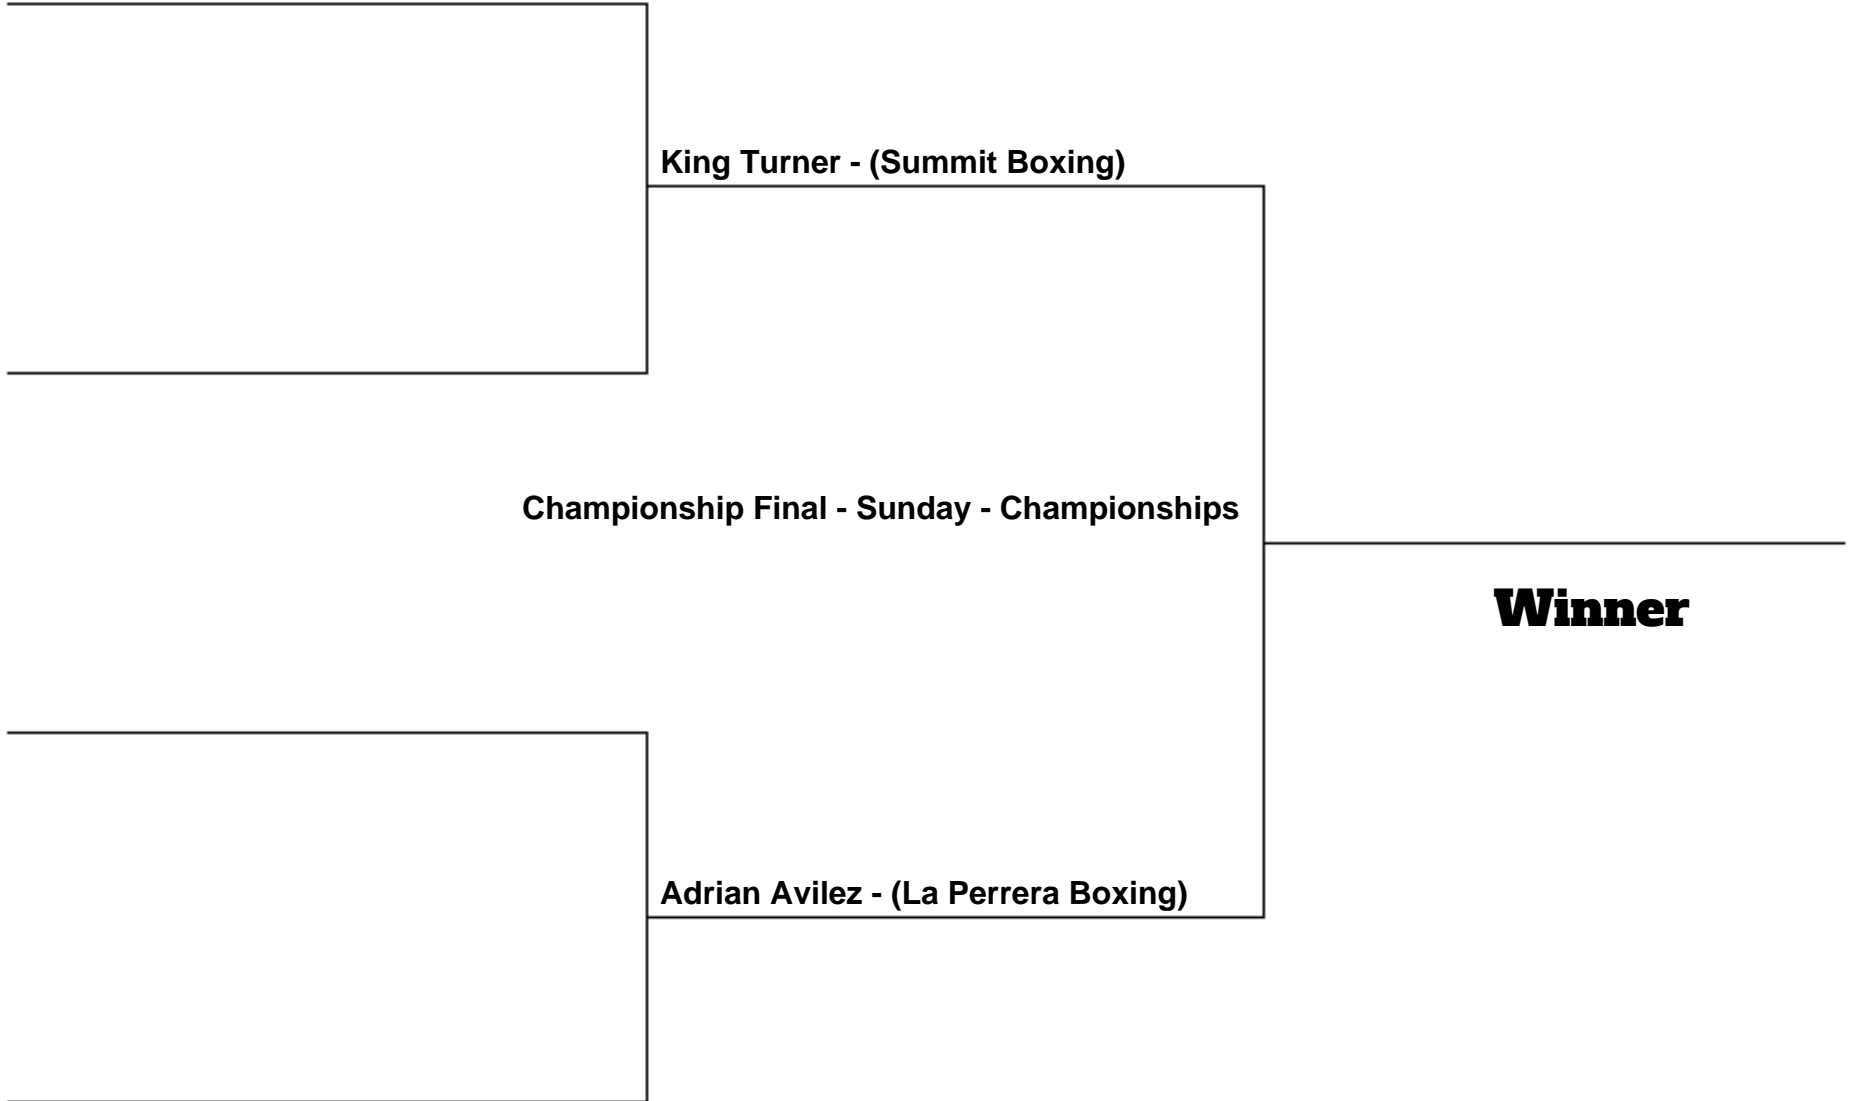 King Turner - (Summit Boxing)
Championship Final - Sunday - Championships
Winner
Adrian Avilez - (La Perrera Boxing)